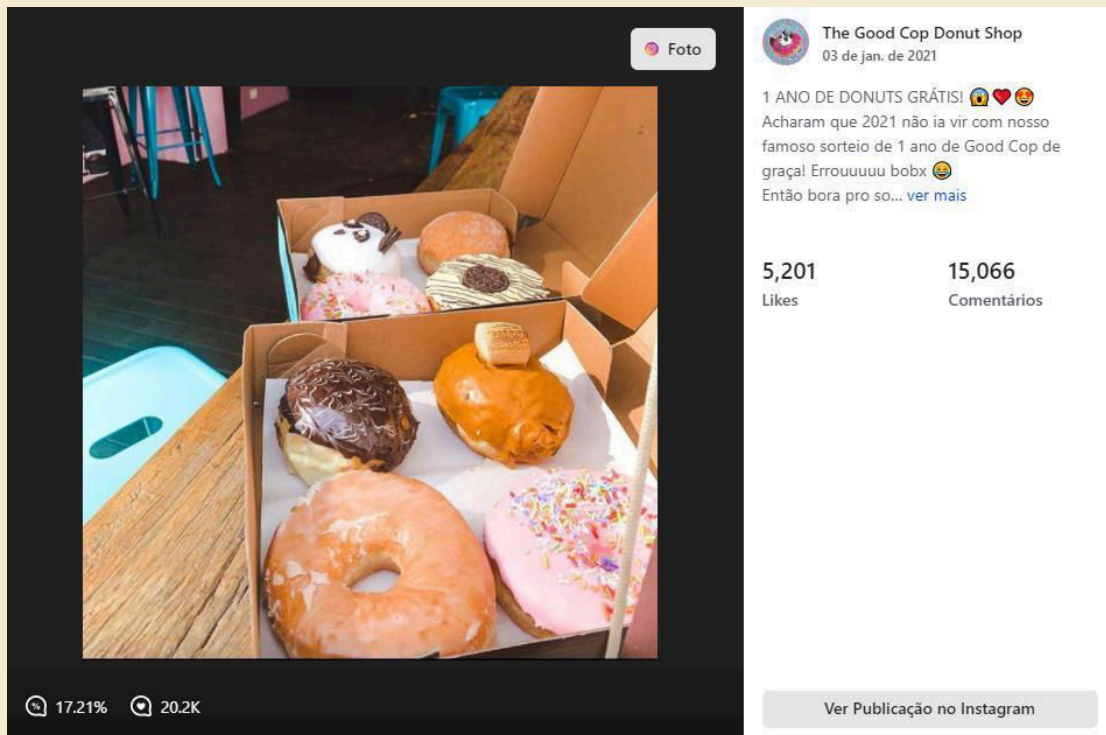 Foto
17.21% 20.2K
The Good Cop Donut Shop
03 de jan. de 2021
1 ANO DE DONUTS GRÁTIS! 😱❤️🤩
Acharam que 2021 não ia vir com nosso
famoso sorteio de 1 ano de Good Cop de
graça! Errouuuuu bobx 😂
Então bora pro so... ver mais
5,201 15,066
Likes Comentários
Ver Publicação no Instagram